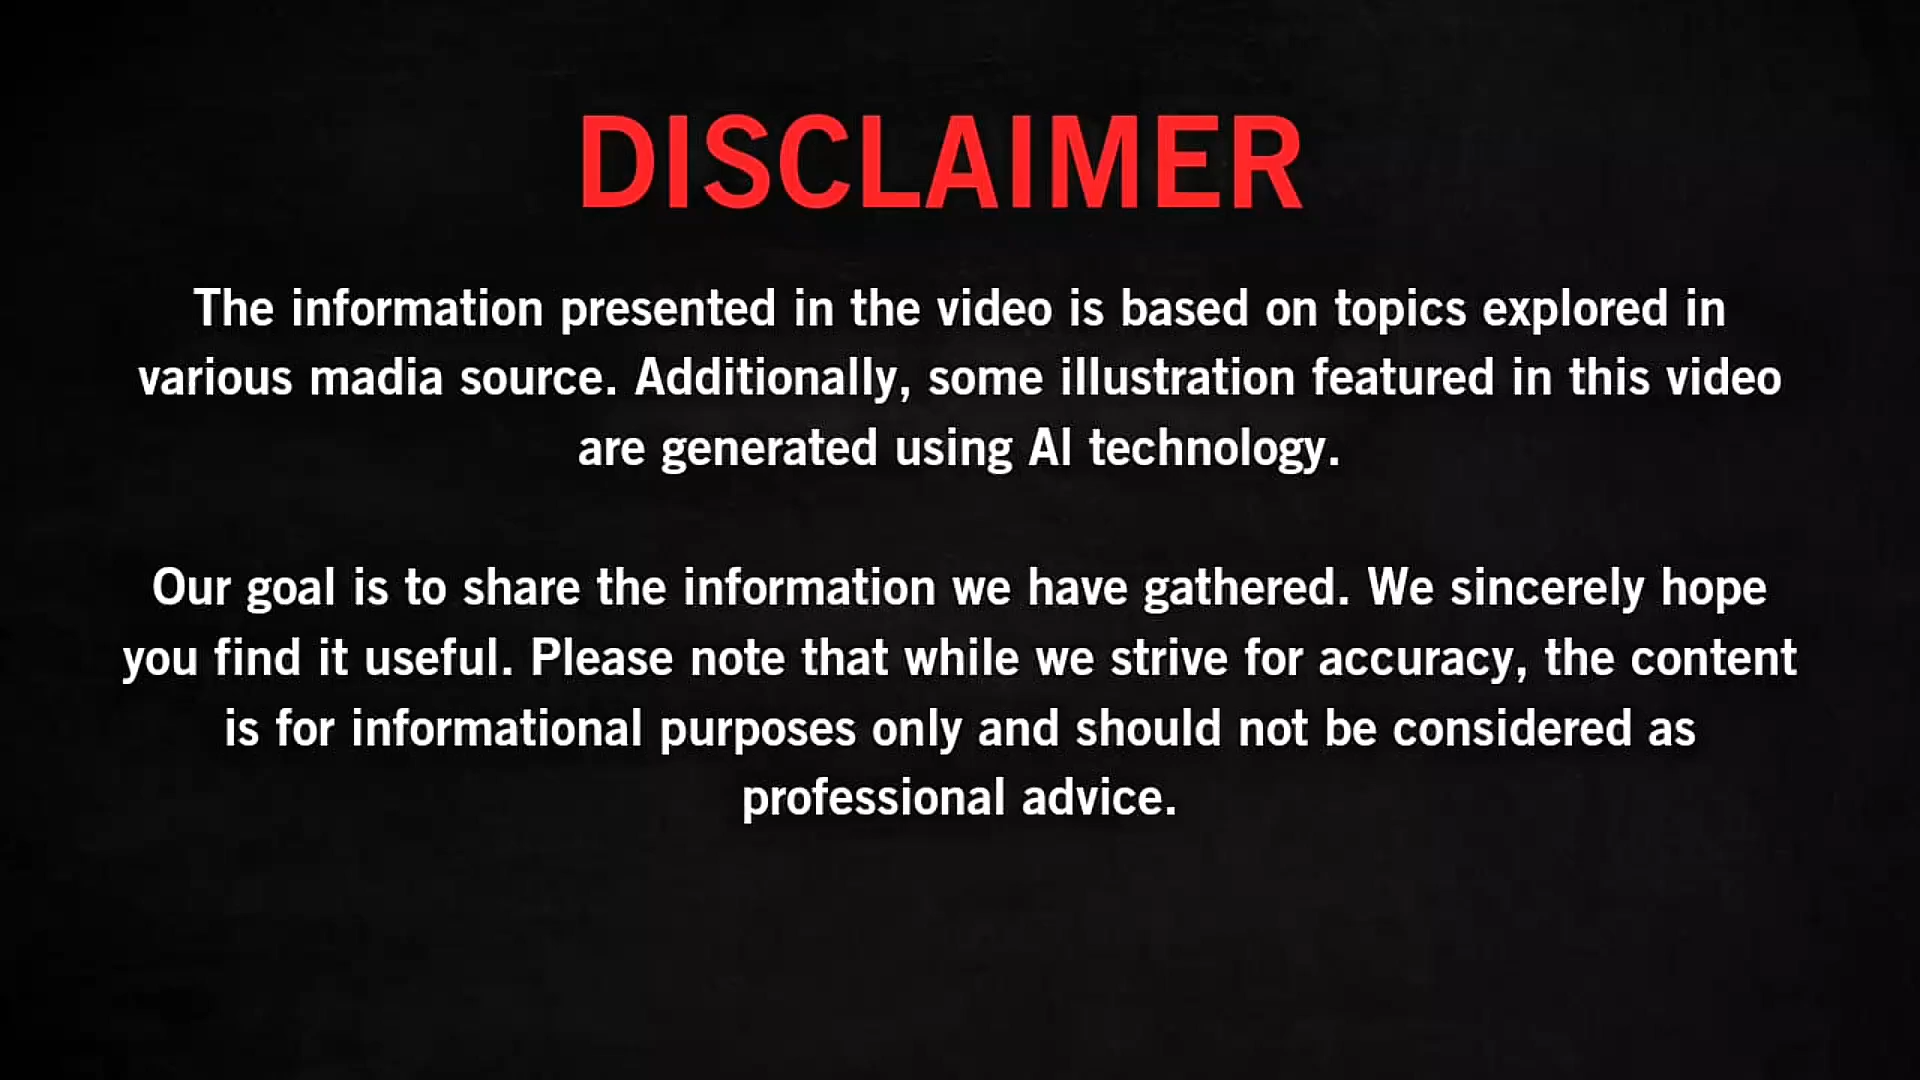 DISCLAIMER
The information presented in the video is based on topics explored in
various madia source. Additionally, some illustration featured in this video
are generated using AI technology.
Our goal is to share the information we have gathered. We sincerely hope
you find it useful. Please note that while we strive for accuracy, the content
is for informational purposes only and should not be considered as
professional advice.